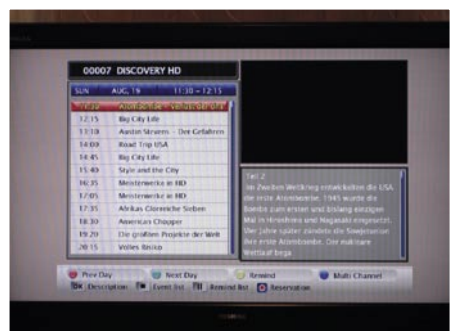 00007 DISCOVERY HD
SUN AUG, 19 11:30 ~ 12:15
11:30 Atombombe -
12:15 Big City Life
13:10 Austin Stevens - Der Gefahren
14:00 Road Trip USA
14:45 Big City Life
15:40 Style and the City
16:35 Meisterwerke in HD
17:05 Meisterwerke in HD
17:35 Afrikas Glorreiche Sieben
18:30 American Chopper
19:20 Die großten Projekte der Welt
20:15 Volles Risiko
Teil 2
Im Zweiten Weltkrieg entwickelten die USA
die erste Atombombe. 1945 wurde die
Bombe zum ersten und bislang einzigen
Mal in Hiroshima und Nagasaki eingesetzt.
Vier Jahre später zündete die Sowjetunion
ihre erste Atombombe. Der nukleare
Wettlauf bega
Prev Day Next Day Remind Multi Channel
OK Description Event list Remind list Reservation